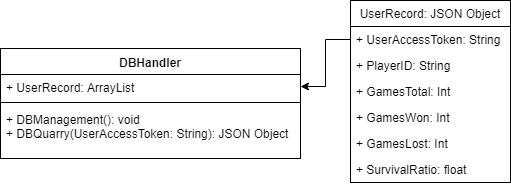 DBHandler
+ UserRecord: ArrayList
+ DBManagement(): void
+ DBQuarry(UserAccessToken: String): JSON Object
UserRecord: JSON Object
+ UserAccessToken: String
+ PlayerID: String
+ GamesTotal: Int
+ GamesWon: Int
+ GamesLost: Int
+ SurvivalRatio: float